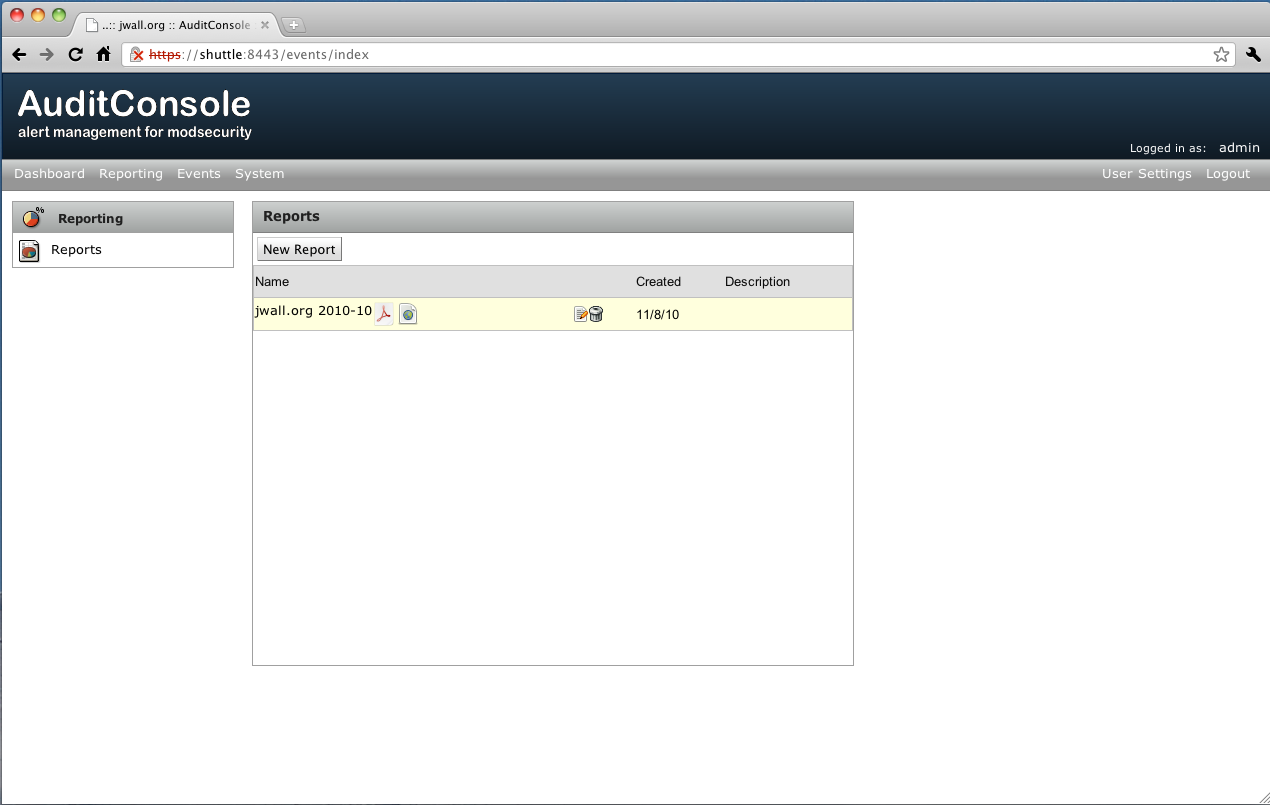 ..:: jwall.org :: AuditConsole
https://shuttle:8443/events/index
AuditConsole
alert management for modsecurity
Logged in as: admin
Dashboard Reporting Events System User Settings Logout
% Reporting
Reports
Reports
New Report
Name Created Description
jwall.org 2010-10 11/8/10